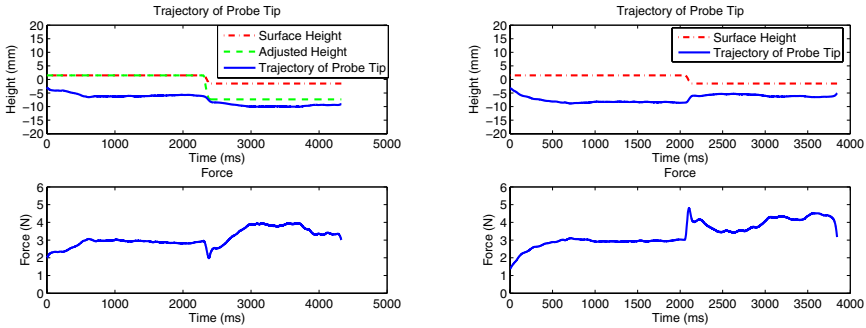 Trajectory of Probe Tip
20
15
10
5
0
−5
−10
−15
−20
Height (mm)
0 1000 2000 3000 4000 5000
Time (ms)
Surface Height
Adjusted Height
Trajectory of Probe Tip
Force
6
5
4
3
2
1
0
Force (N)
0 1000 2000 3000 4000 5000
Time (ms)
Trajectory of Probe Tip
20
15
10
5
0
−5
−10
−15
−20
Height (mm)
0 500 1000 1500 2000 2500 3000 3500 4000
Time (ms)
Surface Height
Trajectory of Probe Tip
Force
6
5
4
3
2
1
0
Force (N)
0 500 1000 1500 2000 2500 3000 3500 4000
Time (ms)